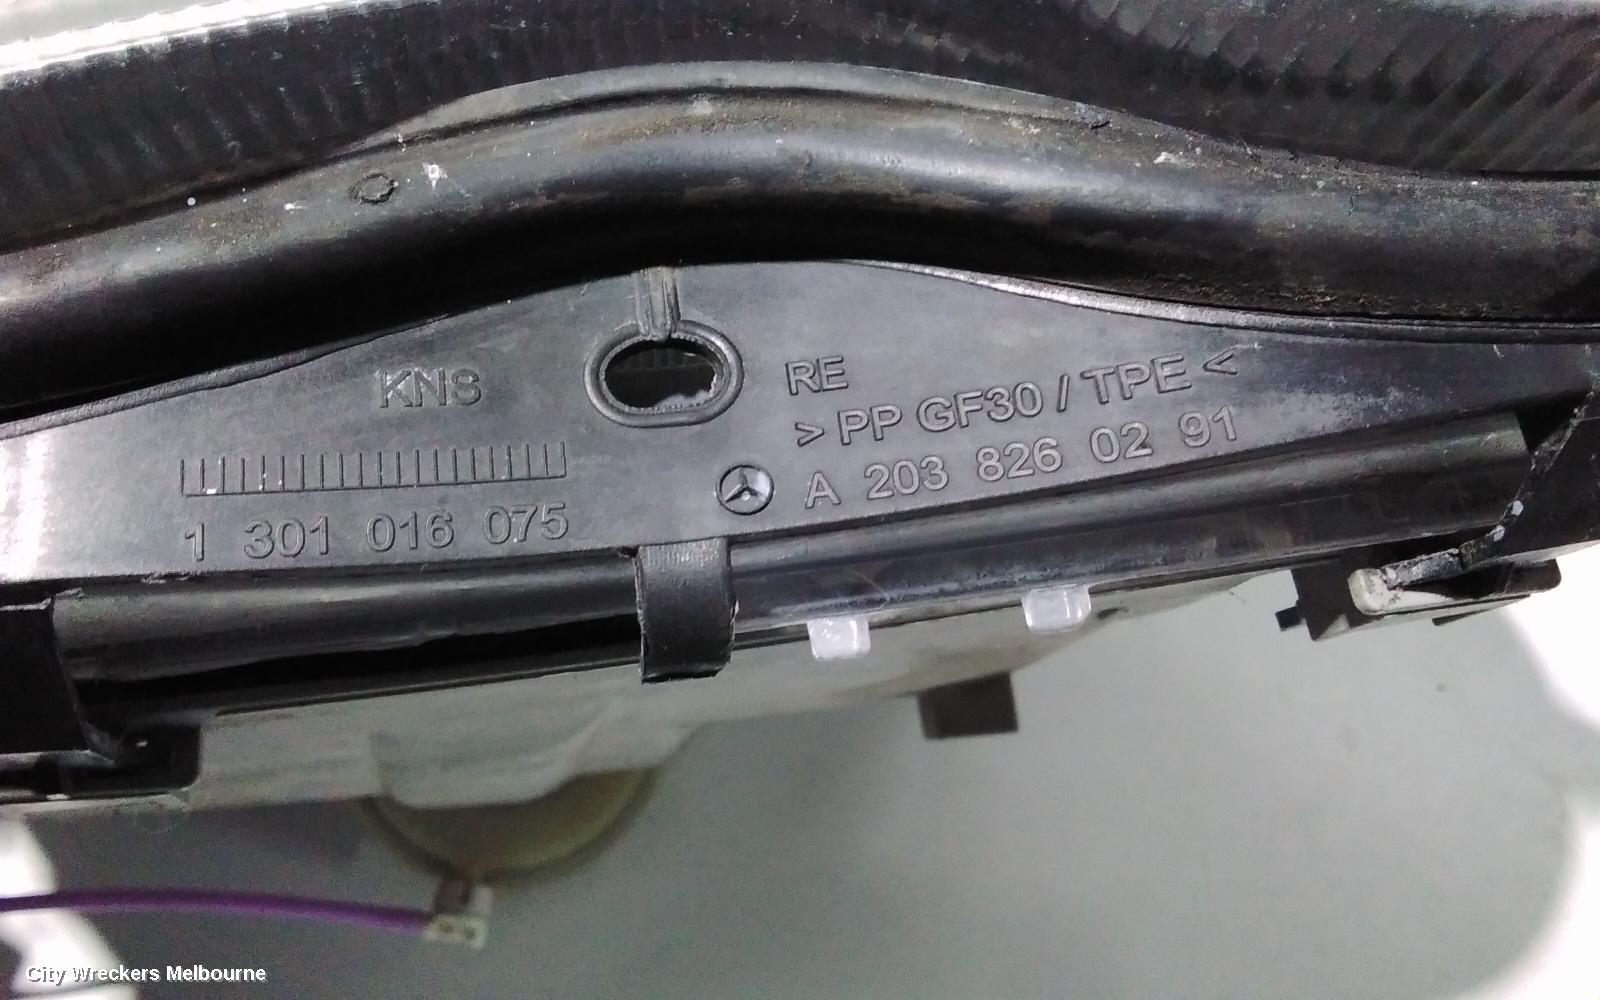 KNS
1 301 016 075
RE
> PP GF30 / TPE <
A 203 826 02 91
City Wreckers Melbourne